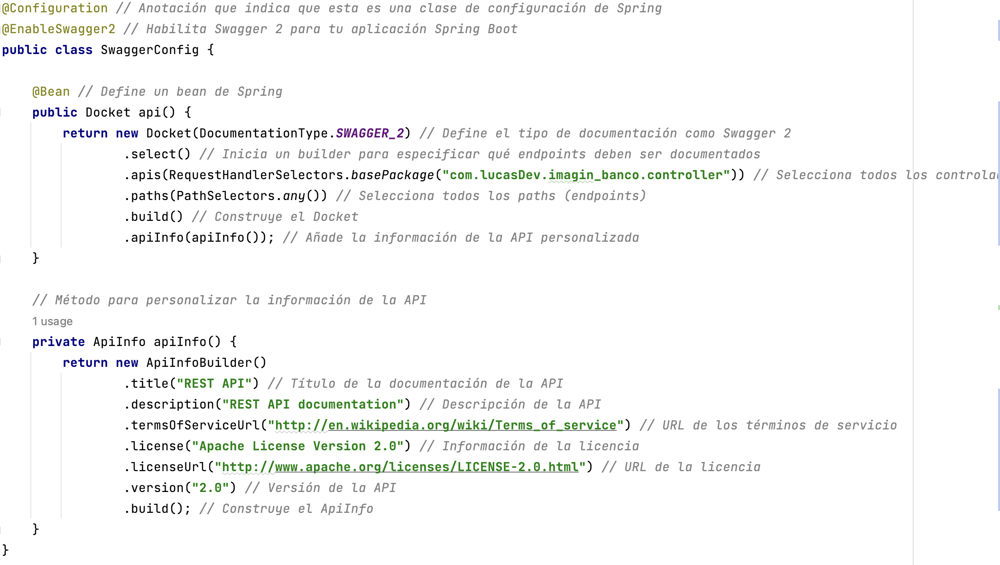 @Configuration // Anotación que indica que esta es una clase de configuración de Spring
@EnableSwagger2 // Habilita Swagger 2 para tu aplicación Spring Boot
public class SwaggerConfig {
@Bean // Define un bean de Spring
public Docket api() {
return new Docket(DocumentationType.SWAGGER_2) // Define el tipo de documentación como Swagger 2
.select() // Inicia un builder para especificar qué endpoints deben ser documentados
.apis(RequestHandlerSelectors.basePackage("com.lucasDev.imagin_banco.controller")) // Selecciona todos los
.paths(PathSelectors.any()) // Selecciona todos los paths (endpoints)
.build() // Construye el Docket
.apiInfo(apiInfo()); // Añade la información de la API personalizada
}
// Método para personalizar la información de la API
1 usage
private ApiInfo apiInfo() {
return new ApiInfoBuilder()
.title("REST API") // Título de la documentación de la API
.description("REST API documentation") // Descripción de la API
.termsOfServiceUrl("http://en.wikipedia.org/wiki/Terms_of_service") // URL de los términos de servicio
.license("Apache License Version 2.0") // Información de la licencia
.licenseUrl("http://www.apache.org/licenses/LICENSE-2.0.html") // URL de la licencia
.version("2.0") // Versión de la API
.build(); // Construye el ApiInfo
}
}